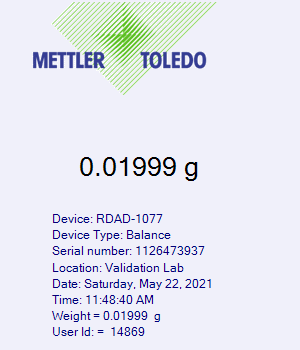 METTLER TOLEDO
0.01999 g
Device: RDAD-1077
Device Type: Balance
Serial number: 1126473937
Location: Validation Lab
Date: Saturday, May 22, 2021
Time: 11:48:40 AM
Weight = 0.01999  g
User Id: =  14869